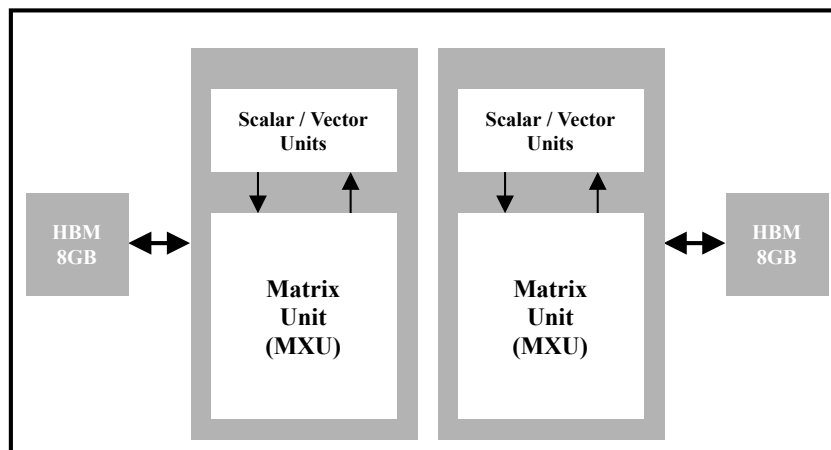 Scalar / Vector
Units
Scalar / Vector
Units
HBM
8GB
Matrix
Unit
(MXU)
Matrix
Unit
(MXU)
HBM
8GB